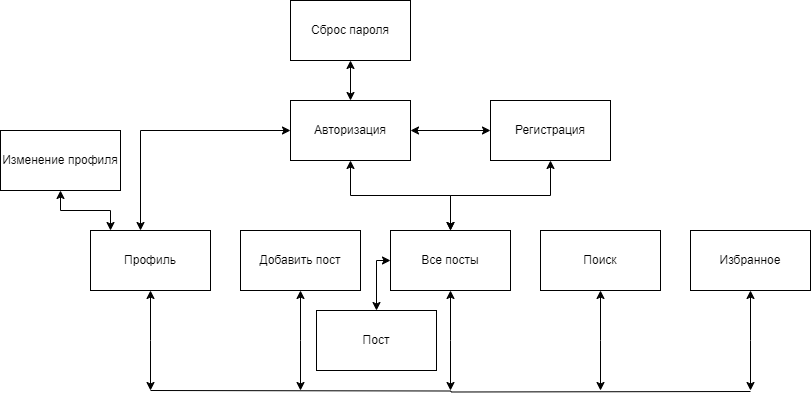 Сброс пароля
Авторизация
Регистрация
Изменение профиля
Профиль
Добавить пост
Все посты
Поиск
Избранное
Пост